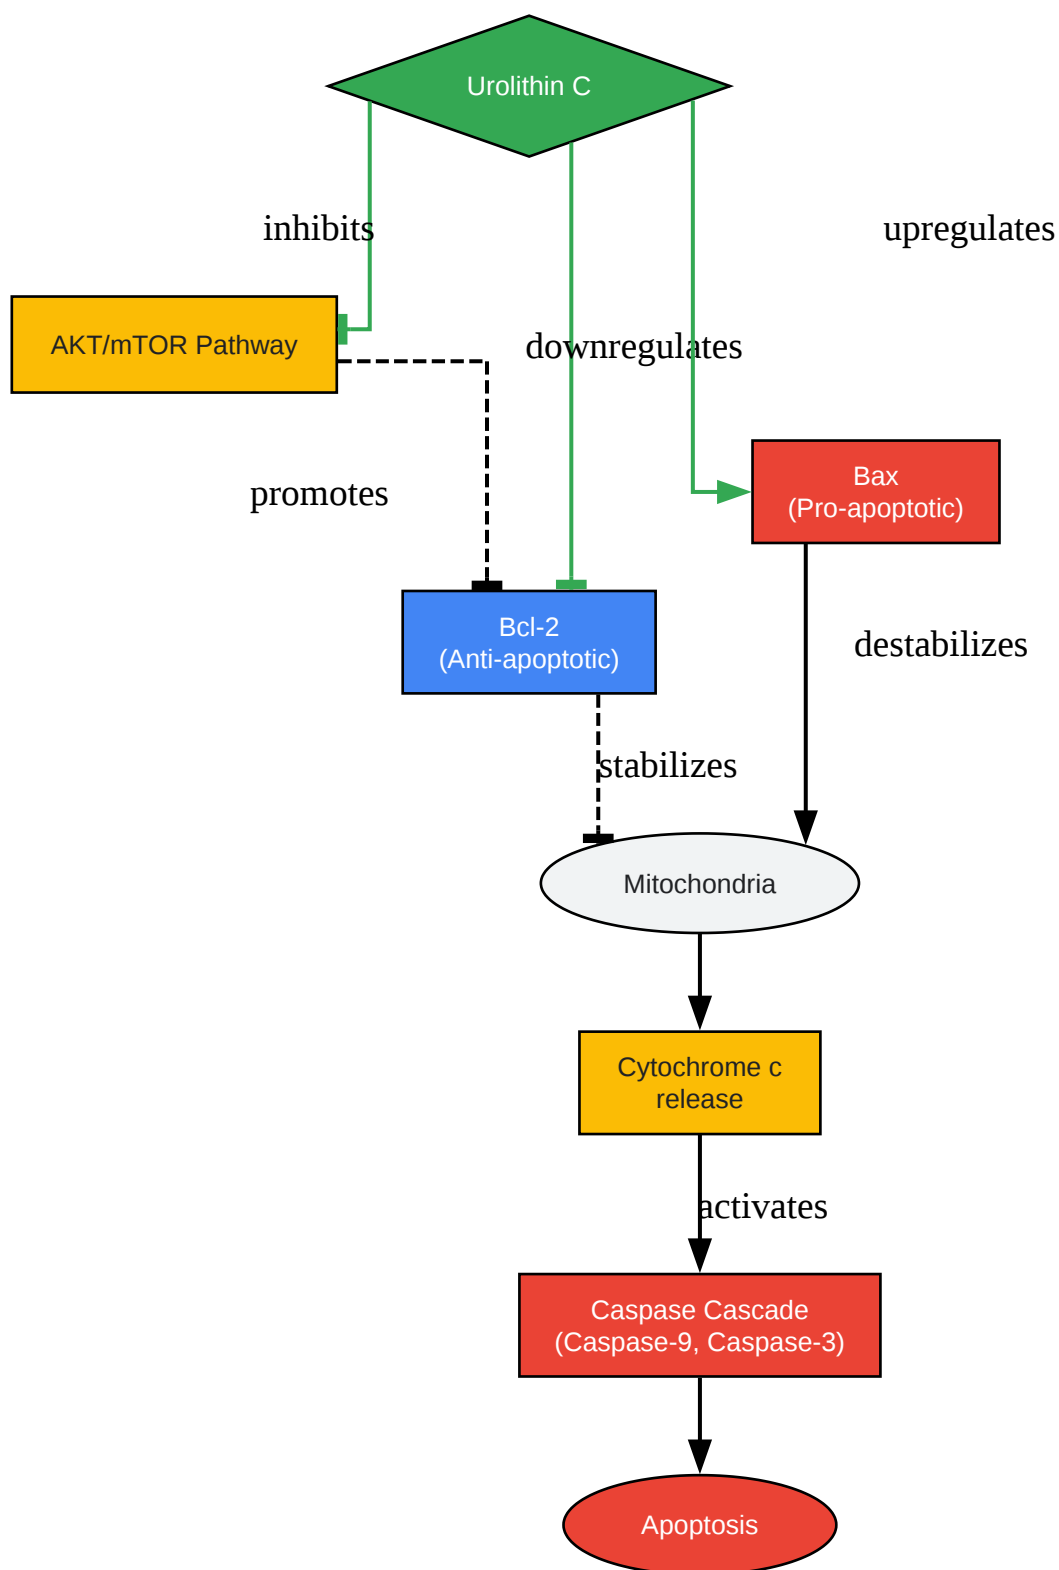 Urolithin C
inhibits
upregulates
AKT/mTOR Pathway
downregulates
Bax
(Pro-apoptotic)
promotes
Bcl-2
(Anti-apoptotic)
destabilizes
stabilizes
Mitochondria
Cytochrome c
release
activates
Caspase Cascade
(Caspase-9, Caspase-3)
Apoptosis